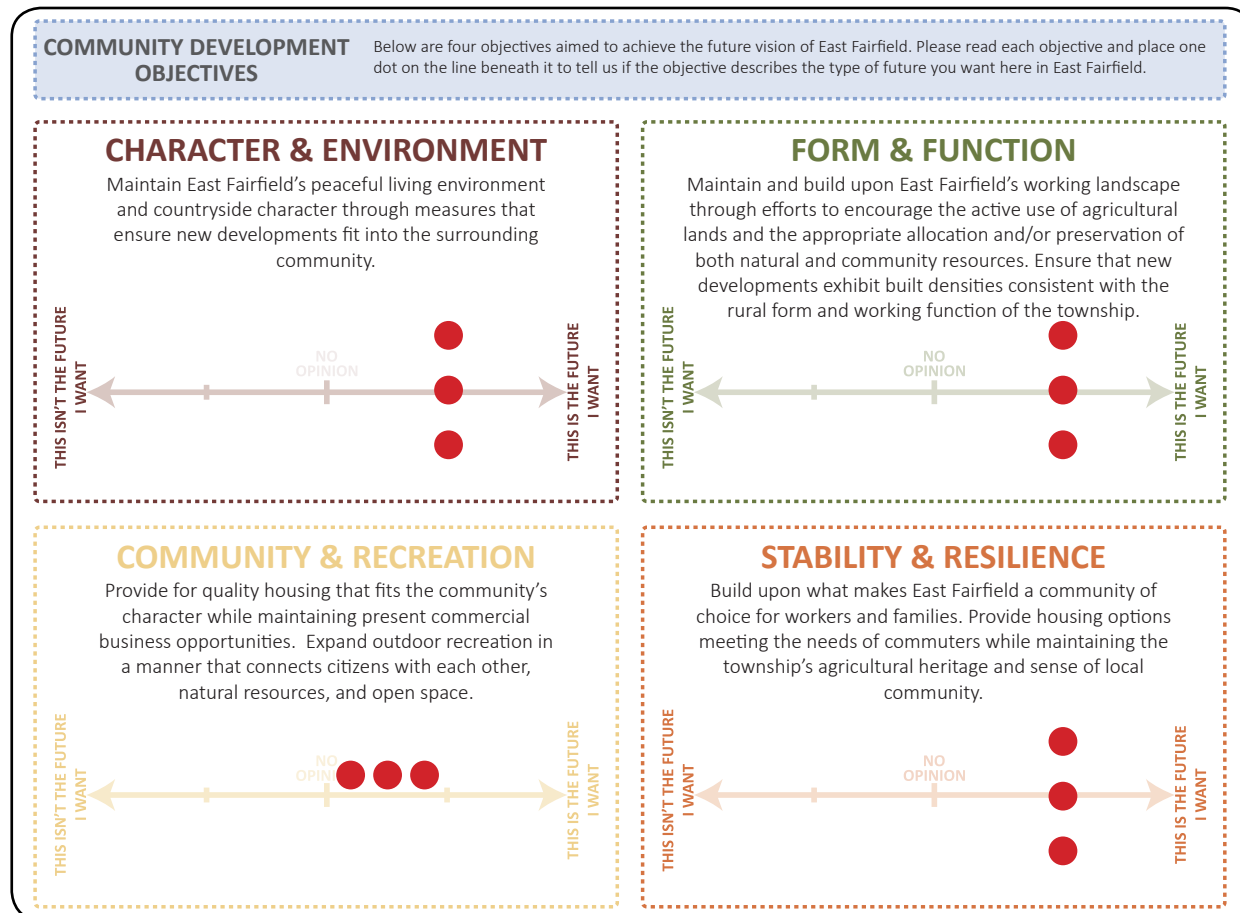 COMMUNITY DEVELOPMENT
OBJECTIVES
Below are four objectives aimed to achieve the future vision of East Fairfield. Please read each objective and place one
dot on the line beneath it to tell us if the objective describes the type of future you want here in East Fairfield.
CHARACTER & ENVIRONMENT
Maintain East Fairfield’s peaceful living environment
and countryside character through measures that
ensure new developments fit into the surrounding
community.
THIS ISN’T THE FUTURE
I WANT
NO
OPINION
THIS IS THE FUTURE
I WANT
FORM & FUNCTION
Maintain and build upon East Fairfield’s working landscape
through efforts to encourage the active use of agricultural
lands and the appropriate allocation and/or preservation of
both natural and community resources. Ensure that new
developments exhibit built densities consistent with the
rural form and working function of the township.
THIS ISN’T THE FUTURE
I WANT
NO
OPINION
THIS IS THE FUTURE
I WANT
COMMUNITY & RECREATION
Provide for quality housing that fits the community’s
character while maintaining present commercial
business opportunities.  Expand outdoor recreation in
a manner that connects citizens with each other,
natural resources, and open space.
THIS ISN’T THE FUTURE
I WANT
NO
THIS IS THE FUTURE
I WANT
STABILITY & RESILIENCE
Build upon what makes East Fairfield a community of
choice for workers and families. Provide housing options
meeting the needs of commuters while maintaining the
township’s agricultural heritage and sense of local
community.
THIS ISN’T THE FUTURE
I WANT
NO
OPINION
THIS IS THE FUTURE
I WANT